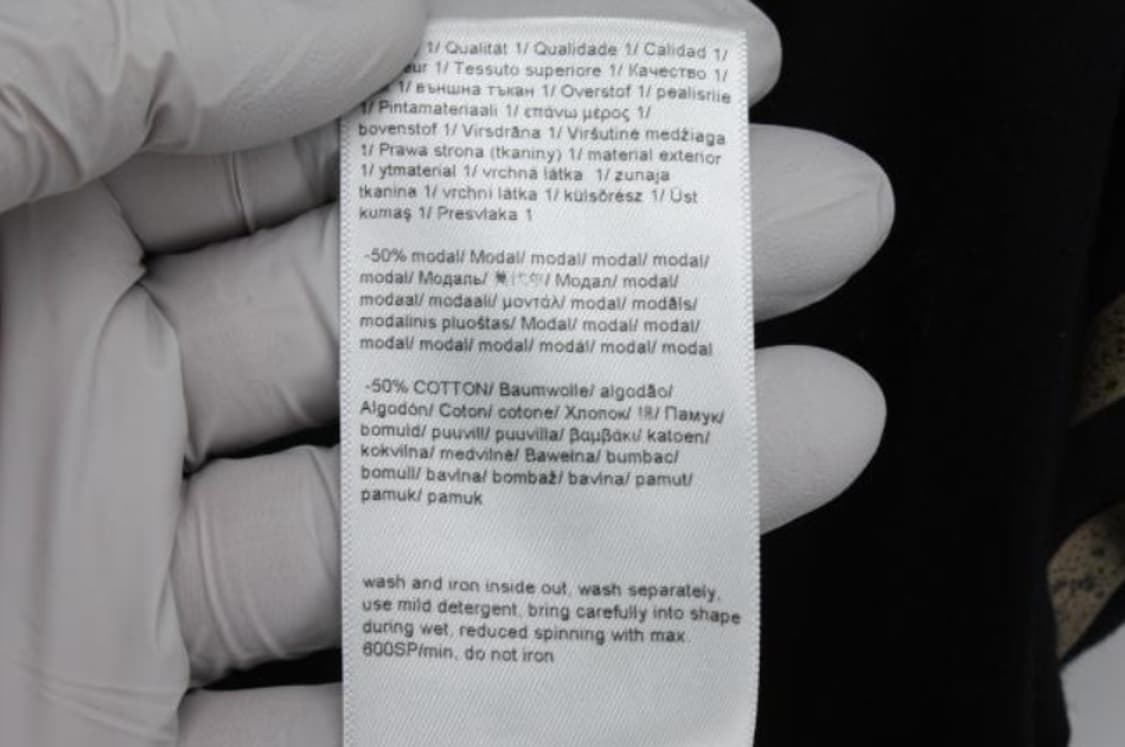 1/ Qualität 1/ Qualidade 1/ Calidad 1/
1/ Tessuto superiore 1/ Качество 1/
1/ външна тъкан 1/ Overstof 1/ pealisriie
1/ Pintamateriaali 1/ επάνω μέρος 1/
bovenstof 1/ Virsdrāna 1/ Viršutinė medžiaga
1/ Prawa strona (tkaniny) 1/ material exterior
1/ ytmaterial 1/ vrchná látka 1/ zunaja
tkanina 1/ vrchní látka 1/ külsőrész 1/ Üst
kumaş 1/ Presvlaka 1
-50% modal/ Modal/ modal/ modal/ modal/
modal/ Модаль/ Модал/ modal/
modaal/ modaali/ μοντάλ/ modal/ modāls/
modalinis pluoštas/ Modal/ modal/ modal/
modal/ modal/ modal/ modál/ modal/ modal
-50% COTTON/ Baumwolle/ algodão/
Algodón/ Coton/ cotone/ Хлопок/ Памук/
bomuld/ puuvill/ puuvilla/ βαμβάκι/ katoen/
kokvilna/ medvilnė/ Bawełna/ bumbac/
bomull/ bavlna/ bombaž/ bavlna/ pamut/
pamuk/ pamuk
wash and iron inside out, wash separately,
use mild detergent, bring carefully into shape
during wet, reduced spinning with max.
600SP/min, do not iron